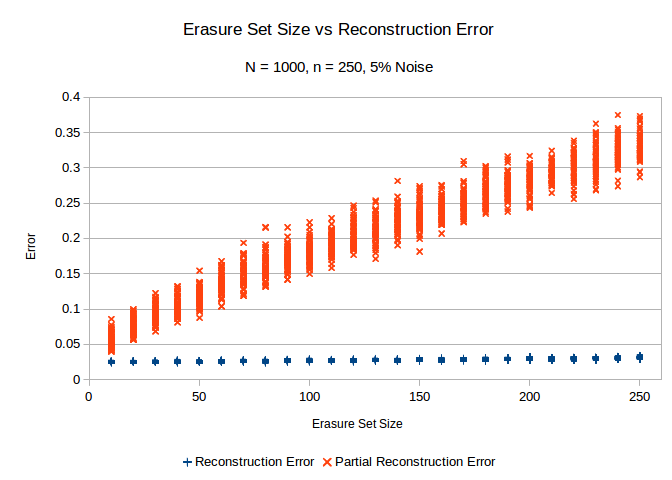 Erasure Set Size vs Reconstruction Error
N = 1000, n = 250, 5% Noise
0.4
0.35
0.3
0.25
0.2
0.15
0.1
0.05
0
Error
0 50 100 150 200 250
Erasure Set Size
Reconstruction Error Partial Reconstruction Error